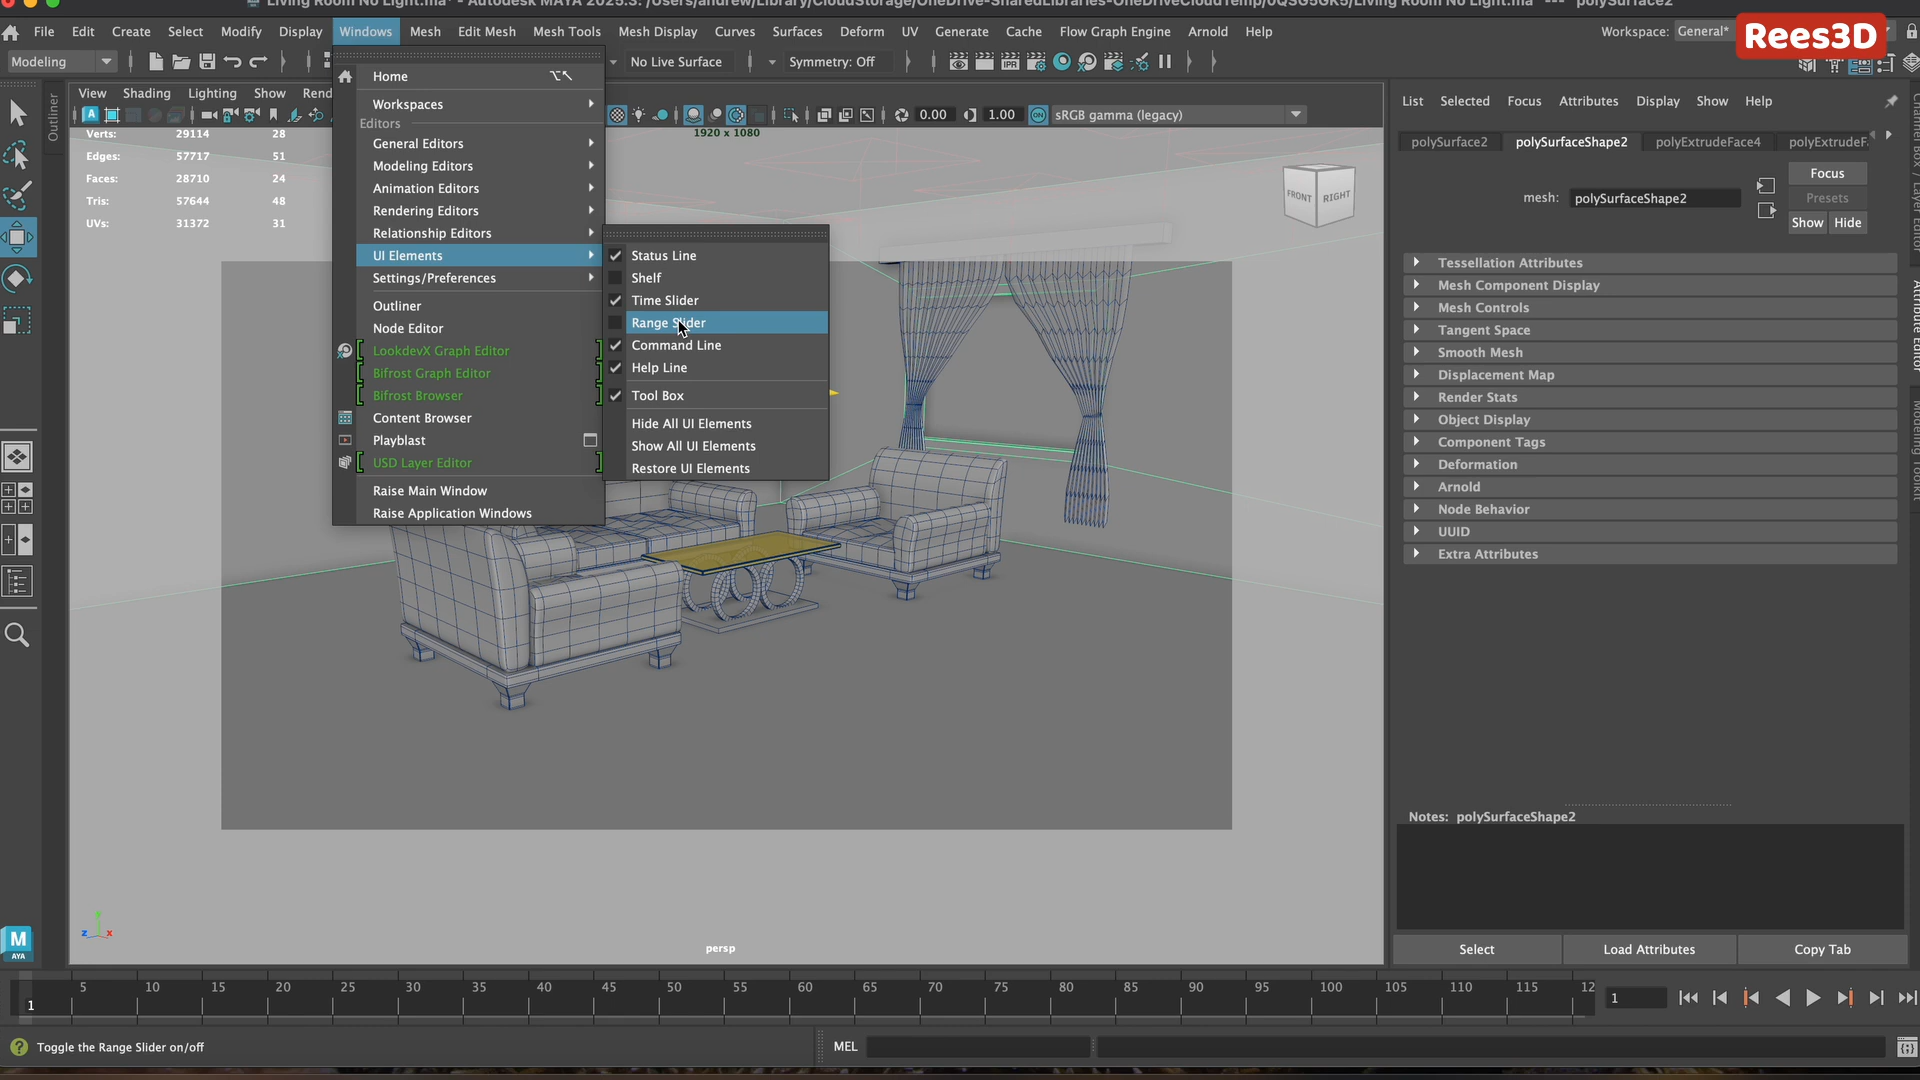 Living Room No Light.ma* - Autodesk MAYA 2025.3: /Users/andrew/Library/CloudStorage/OneDrive-SharedLibraries-OneDriveCloudTemp/0QSG5GK5/Living Room No Light.ma* --- polySurface2
File Edit Create Select Modify Display Windows Mesh Edit Mesh Mesh Tools Mesh Display Curves Surfaces Deform UV Generate Cache Flow Graph Engine Arnold Help Workspace: General*
Rees3D
Modeling No Live Surface Symmetry: Off
Home
Workspaces
Editors
General Editors
Modeling Editors
Animation Editors
Rendering Editors
Relationship Editors
UI Elements
Settings/Preferences
Outliner
Node Editor
LookdevX Graph Editor
Bifrost Graph Editor
Bifrost Browser
Content Browser
Playblast
USD Layer Editor
Raise Main Window
Raise Application Windows
Status Line
Shelf
Time Slider
Range Slider
Command Line
Help Line
Tool Box
Hide All UI Elements
Show All UI Elements
Restore UI Elements
Outliner
View Shading Lighting Show Rend
0.00 1.00 ON sRGB gamma (legacy)
1920 x 1080
Verts: 29114 28
Edges: 57717 51
Faces: 28710 24
Tris: 57644 48
UVs: 31372 31
FRONT RIGHT
persp
y
z x
M
AYA
List Selected Focus Attributes Display Show Help
polySurface2 polySurfaceShape2 polyExtrudeFace4 polyExtrudeF
mesh: polySurfaceShape2
Focus
Presets
Show Hide
Tessellation Attributes
Mesh Component Display
Mesh Controls
Tangent Space
Smooth Mesh
Displacement Map
Render Stats
Object Display
Component Tags
Deformation
Arnold
Node Behavior
UUID
Extra Attributes
Notes: polySurfaceShape2
Select Load Attributes Copy Tab
Channel Box / Layer Editor
Attribute Editor
Modeling Toolkit
5 10 15 20 25 30 35 40 45 50 55 60 65 70 75 80 85 90 95 100 105 110 115 12
1
1
Toggle the Range Slider on/off
MEL